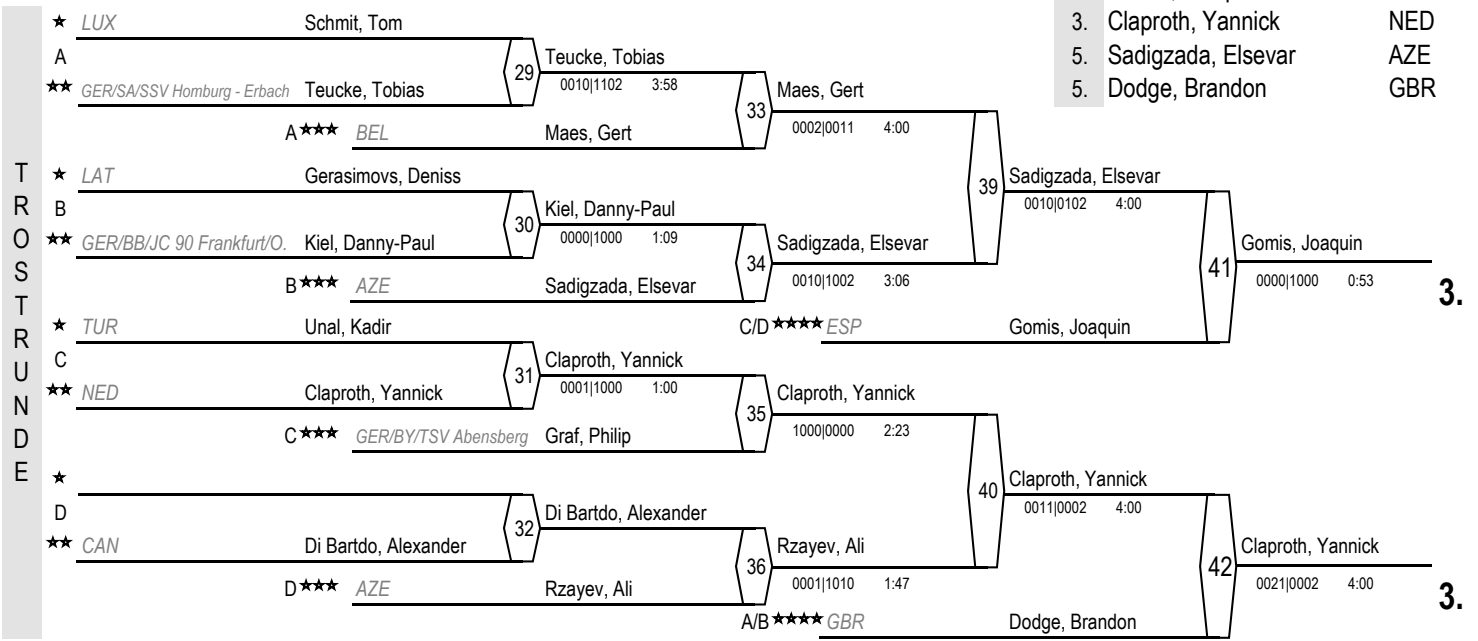 3. Claproth, Yannick NED
5. Sadigzada, Elsevar AZE
5. Dodge, Brandon GBR
TROSTRUNDE
★ LUX Schmit, Tom
A
★★ GER/SA/SSV Homburg - Erbach Teucke, Tobias
29 Teucke, Tobias
0010|1102 3:58
A★★★ BEL Maes, Gert
33 Maes, Gert
0002|0011 4:00
★ LAT Gerasimovs, Deniss
B
★★ GER/BB/JC 90 Frankfurt/O. Kiel, Danny-Paul
30 Kiel, Danny-Paul
0000|1000 1:09
B★★★ AZE Sadigzada, Elsevar
34 Sadigzada, Elsevar
0010|1002 3:06
39 Sadigzada, Elsevar
0010|0102 4:00
C/D★★★★ ESP Gomis, Joaquin
41 Gomis, Joaquin
0000|1000 0:53
3.
★ TUR Unal, Kadir
C
★★ NED Claproth, Yannick
31 Claproth, Yannick
0001|1000 1:00
C★★★ GER/BY/TSV Abensberg Graf, Philip
35 Claproth, Yannick
1000|0000 2:23
★
D
★★ CAN Di Bartdo, Alexander
32 Di Bartdo, Alexander
D★★★ AZE Rzayev, Ali
36 Rzayev, Ali
0001|1010 1:47
40 Claproth, Yannick
0011|0002 4:00
A/B★★★★ GBR Dodge, Brandon
42 Claproth, Yannick
0021|0002 4:00
3.